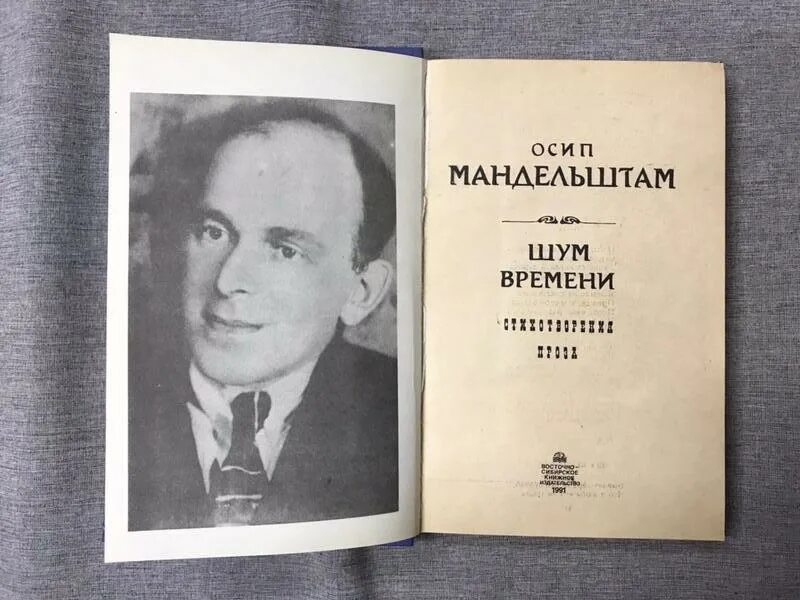 ОСИП
МАНДЕЛЬШТАМ
ШУМ
ВРЕМЕНИ
СТИХОТВОРЕНИЯ
ПРОЗА
ВОСТОЧНО-
СИБИРСКОЕ
КНИЖНОЕ
ИЗДАТЕЛЬСТВО
1991